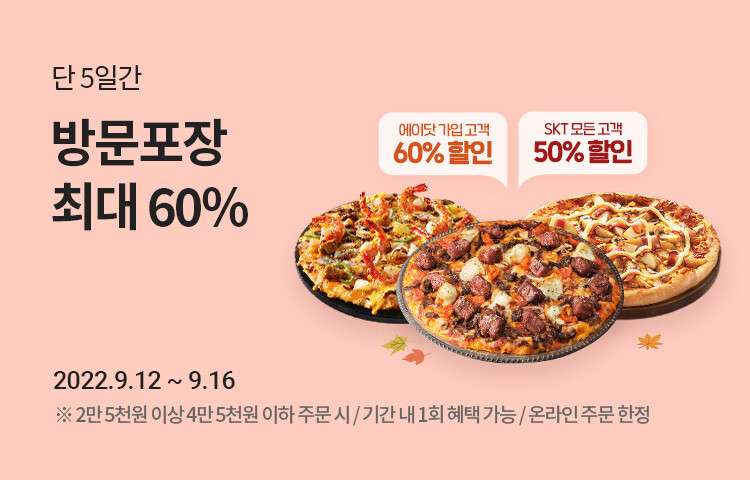 단 5일간
방문포장
최대 60%
에이닷 가입 고객
60% 할인
SKT 모든 고객
50% 할인
2022.9.12 ~ 9.16
※ 2만 5천원 이상 4만 5천원 이하 주문 시 / 기간 내 1회 혜택 가능 / 온라인 주문 한정